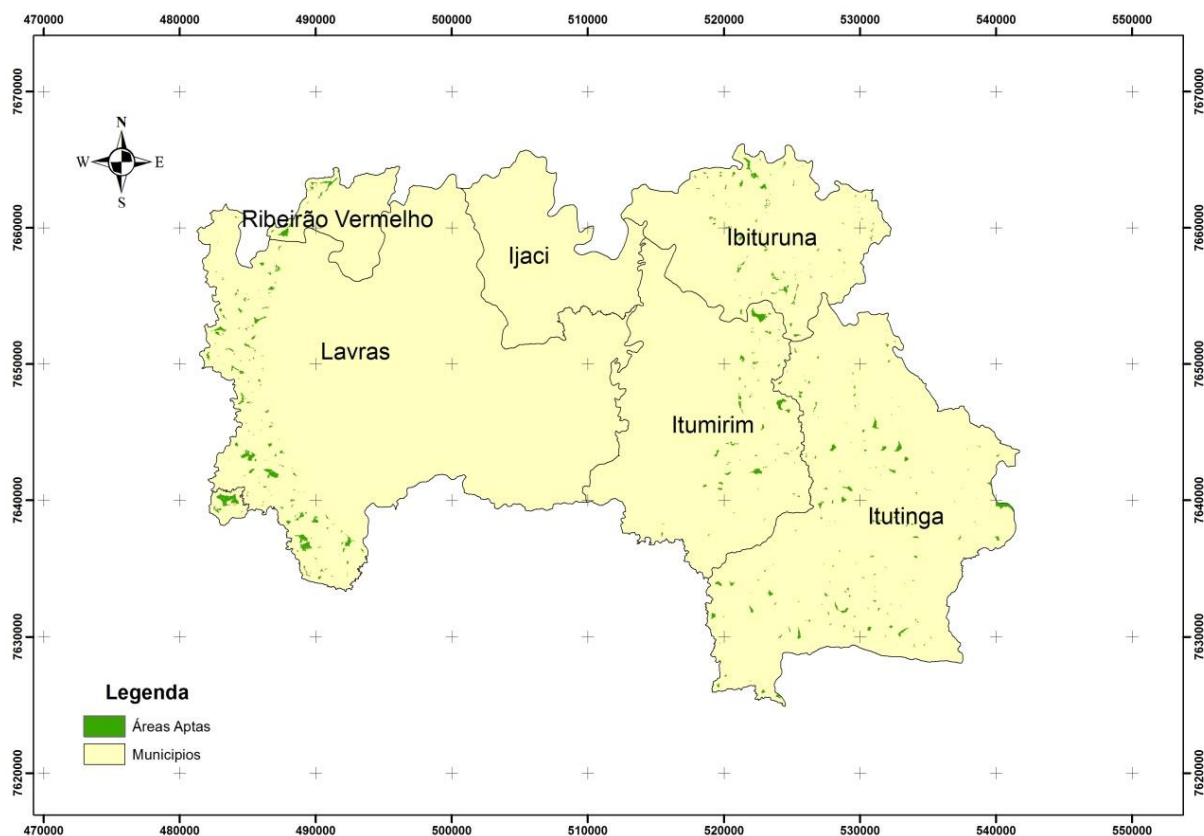 470000 480000 490000 500000 510000 520000 530000 540000 550000
7670000 7670000
N
W E
S
Ribeirão Vermelho
7660000 7660000
Ibituruna
Ijaci
Lavras
7650000 7650000
Itumirim
7640000 7640000
Itutinga
7630000 7630000
Legenda
Áreas Aptas
Municipios
7620000 7620000
470000 480000 490000 500000 510000 520000 530000 540000 550000